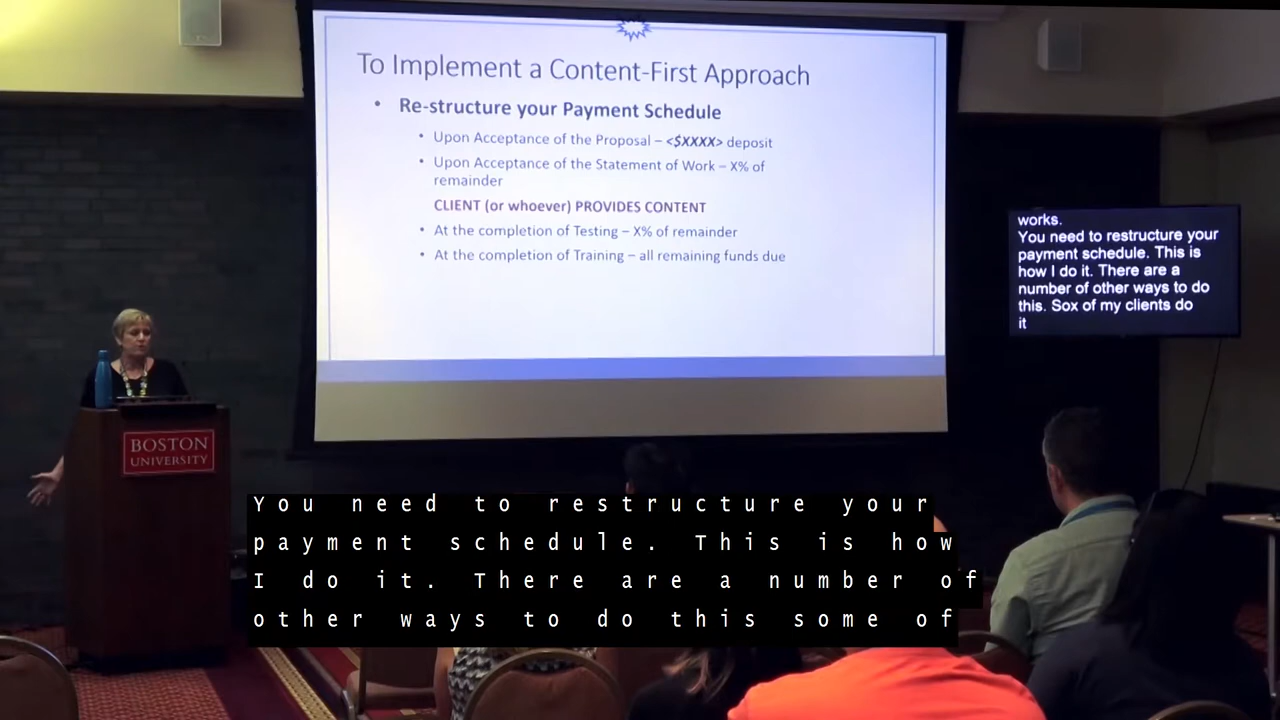 To Implement a Content-First Approach
• Re-structure your Payment Schedule
• Upon Acceptance of the Proposal – <$XXXX> deposit
• Upon Acceptance of the Statement of Work – X% of
remainder
CLIENT (or whoever) PROVIDES CONTENT
• At the completion of Testing – X% of remainder
• At the completion of Training – all remaining funds due
works.
You need to restructure your
payment schedule. This is
how I do it. There are a
number of other ways to do
this. Sox of my clients do
it
BOSTON
UNIVERSITY
You need to restructure your
payment schedule. This is how
I do it. There are a number of
other ways to do this some of